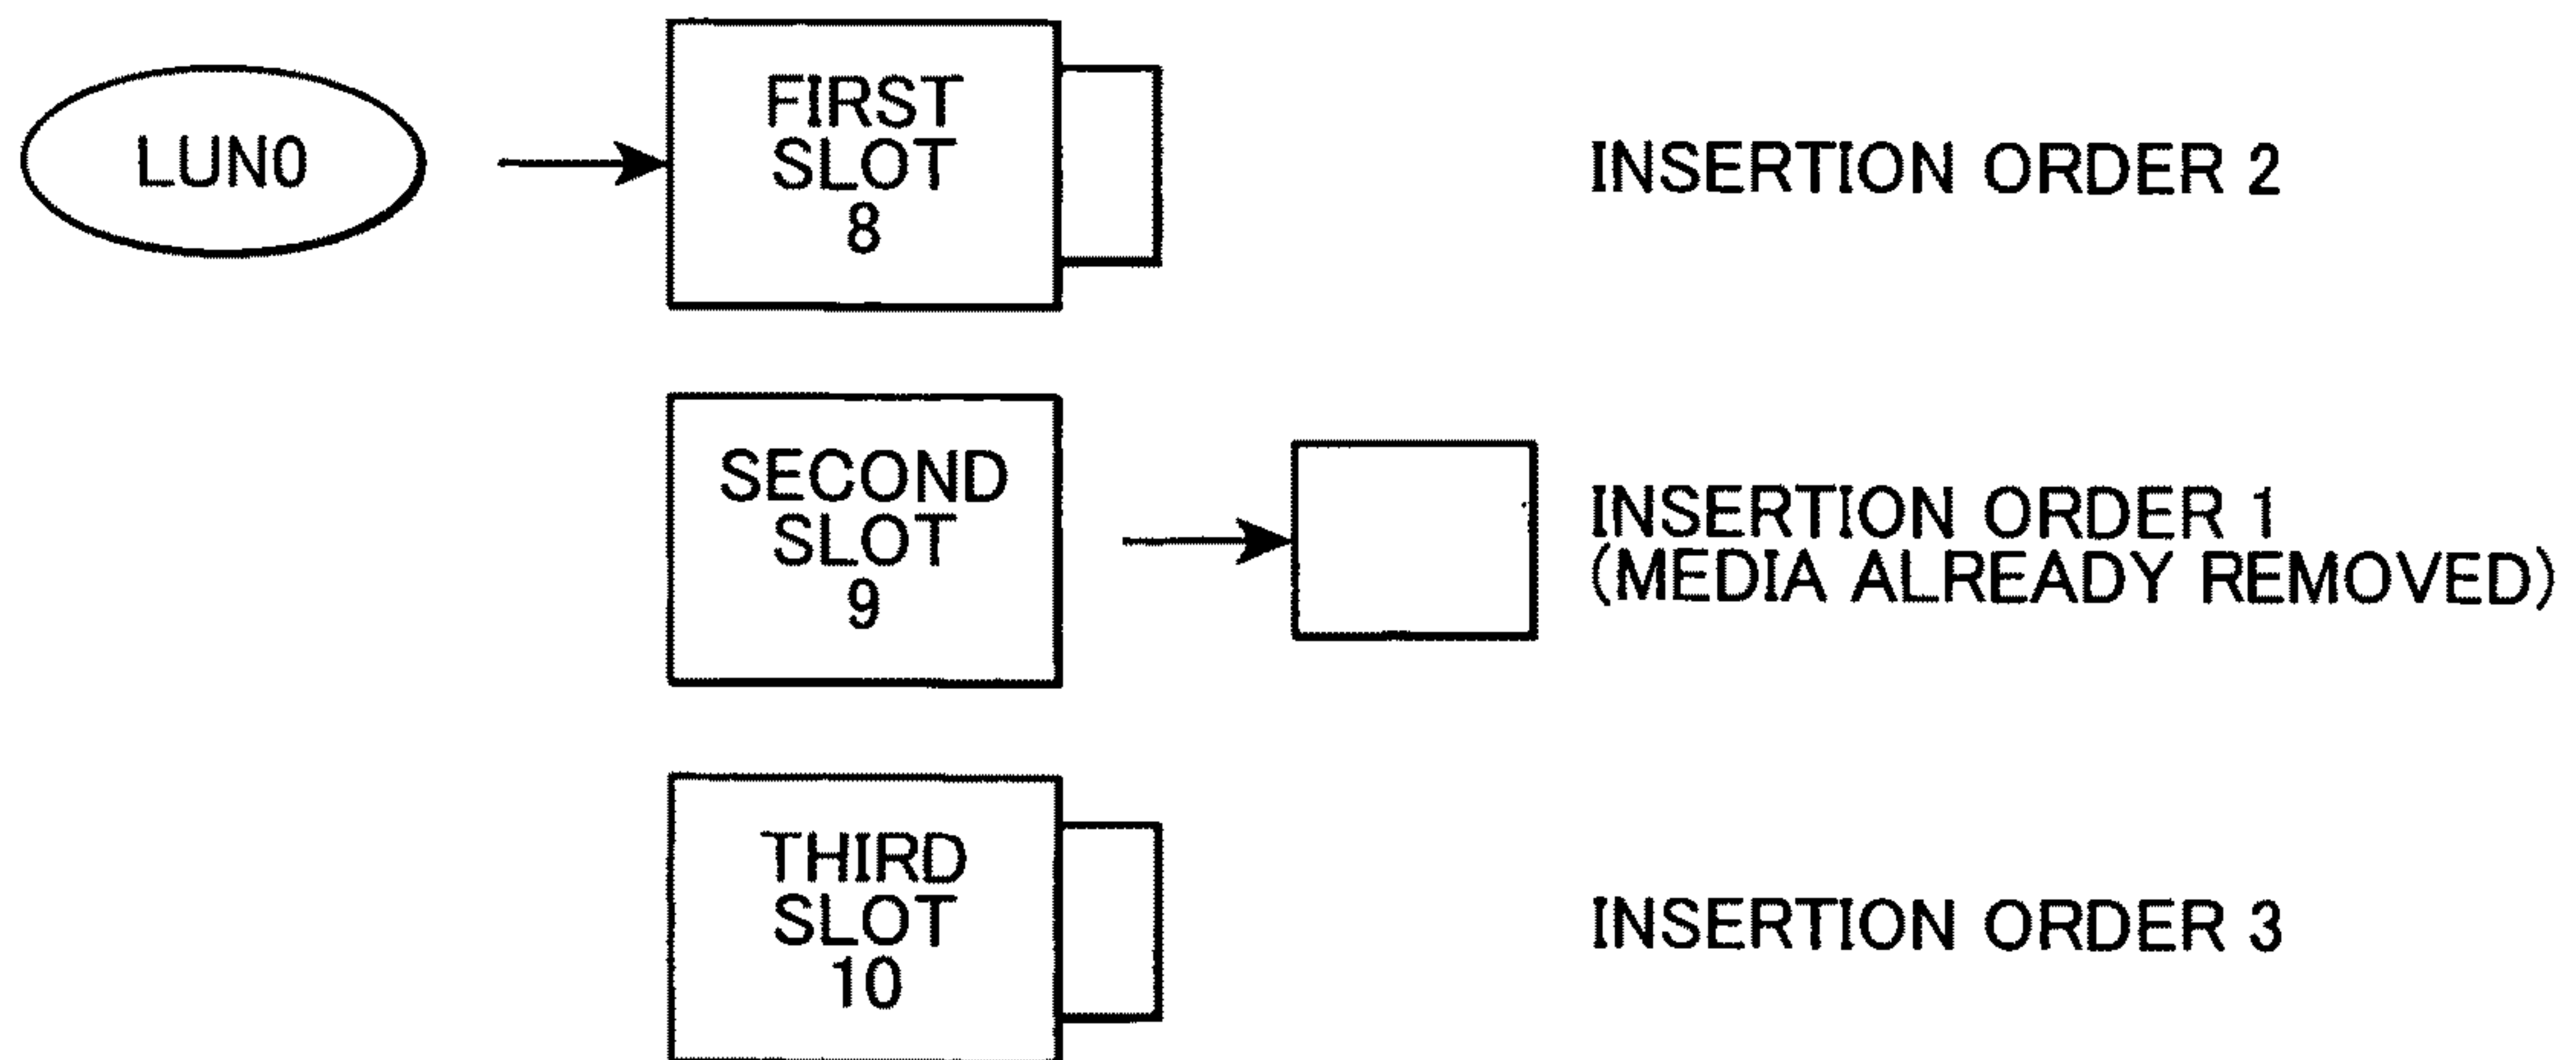 LUN0
FIRST
SLOT
8
INSERTION ORDER 2
SECOND
SLOT
9
INSERTION ORDER 1
(MEDIA ALREADY REMOVED)
THIRD
SLOT
10
INSERTION ORDER 3